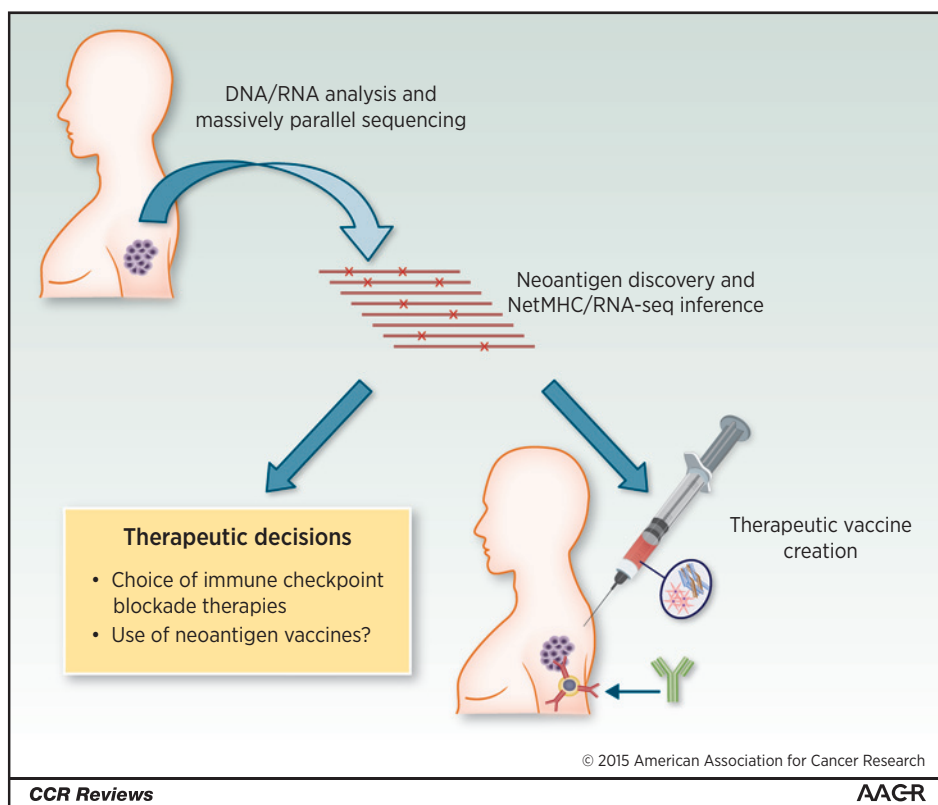 DNA/RNA analysis and
massively parallel sequencing
Neoantigen discovery and
NetMHC/RNA-seq inference
Therapeutic decisions
• Choice of immune checkpoint
blockade therapies
• Use of neoantigen vaccines?
Therapeutic vaccine
creation
© 2015 American Association for Cancer Research
CCR Reviews
AACR